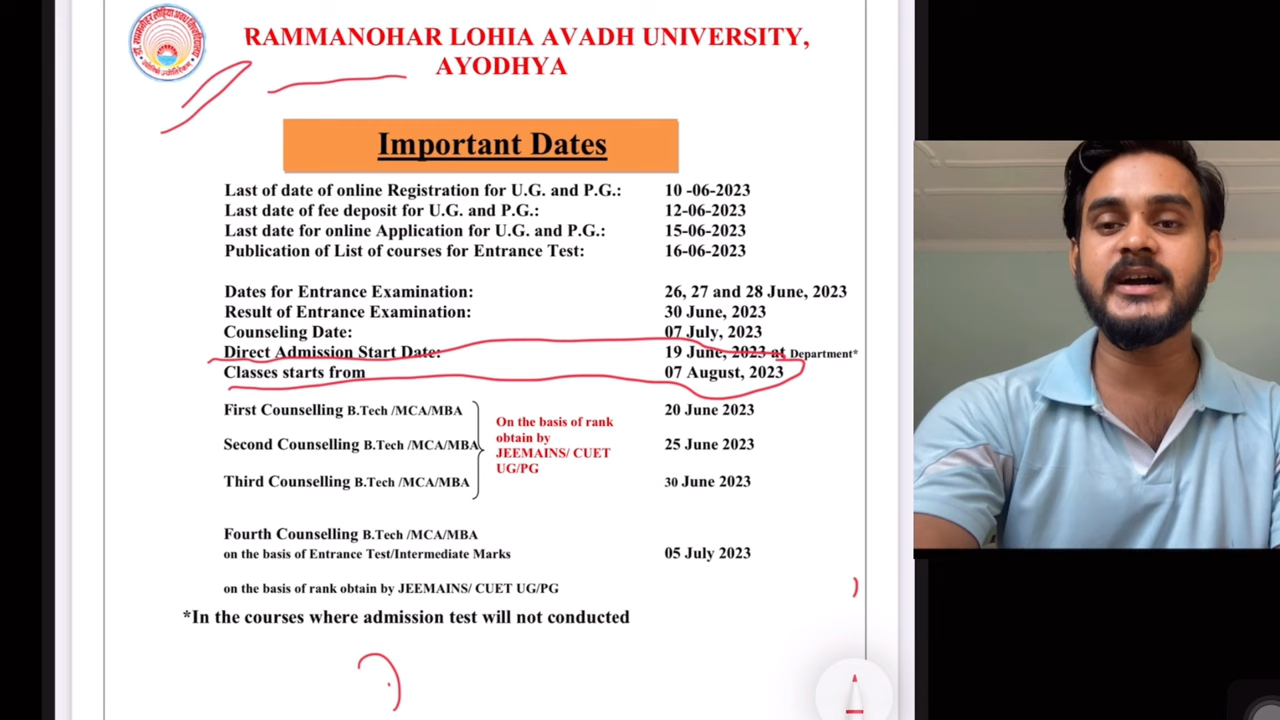 RAMMANOHAR LOHIA AVADH UNIVERSITY,
AYODHYA
Important Dates
Last of date of online Registration for U.G. and P.G.: 10 -06-2023
Last date of fee deposit for U.G. and P.G.: 12-06-2023
Last date for online Application for U.G. and P.G.: 15-06-2023
Publication of List of courses for Entrance Test: 16-06-2023
Dates for Entrance Examination: 26, 27 and 28 June, 2023
Result of Entrance Examination: 30 June, 2023
Counseling Date: 07 July, 2023
Direct Admission Start Date: 19 June, 2023 at Department*
Classes starts from 07 August, 2023
First Counselling B.Tech /MCA/MBA 20 June 2023
On the basis of rank
obtain by
Second Counselling B.Tech /MCA/MBA 25 June 2023
JEEMAINS/ CUET
UG/PG
Third Counselling B.Tech /MCA/MBA 30 June 2023
Fourth Counselling B.Tech /MCA/MBA
on the basis of Entrance Test/Intermediate Marks 05 July 2023
on the basis of rank obtain by JEEMAINS/ CUET UG/PG
*In the courses where admission test will not conducted